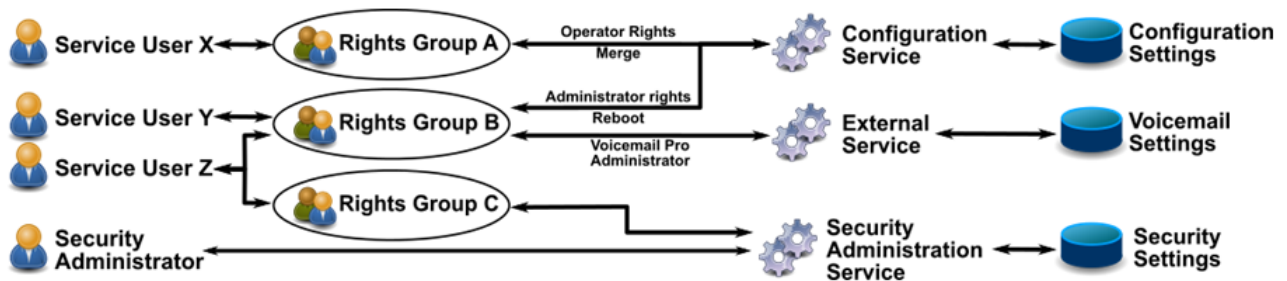 Service User X
Rights Group A
Operator Rights
Merge
Configuration
Service
Configuration
Settings
Service User Y
Rights Group B
Administrator rights
Reboot
Voicemail Pro
Administrator
External
Service
Voicemail
Settings
Service User Z
Rights Group C
Security
Administrator
Security
Administration
Service
Security
Settings